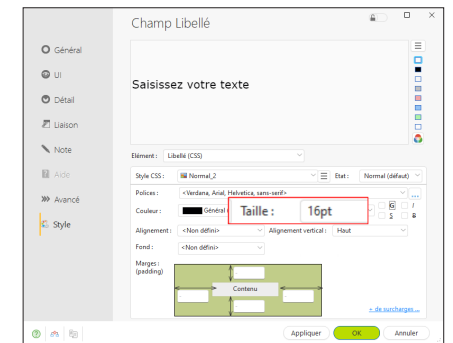 Champ Libellé
Général
UI
Détail
Liaison
Note
Aide
Avancé
Style
Saisissez votre texte
Elément : Libellé (CSS)
Style CSS : Normal_2 Etat : Normal (défaut)
Polices : <Verdana, Arial, Helvetica, sans-serif> ...
Couleur : Général Taille : 16pt G I
S S
Alignement : <Non défini> Alignement vertical : Haut
Fond : <Non défini>
Marges :
(padding)
Contenu
+ de surcharges ...
Appliquer OK Annuler